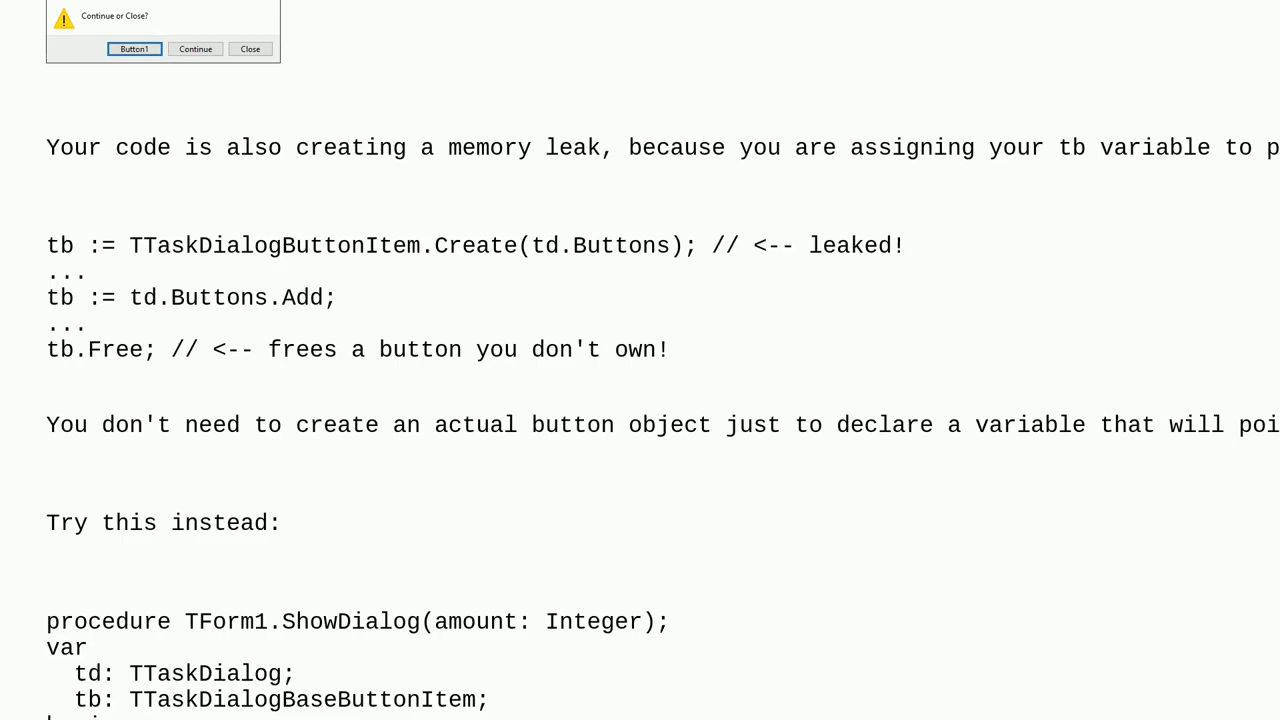 Continue or Close?
Button1 Continue Close
Your code is also creating a memory leak, because you are assigning your tb variable to
tb := TTaskDialogButtonItem.Create(td.Buttons); // <-- leaked!
...
tb := td.Buttons.Add;
...
tb.Free; // <-- frees a button you don't own!
You don't need to create an actual button object just to declare a variable that will
Try this instead:
procedure TForm1.ShowDialog(amount: Integer);
var
  td: TTaskDialog;
  tb: TTaskDialogBaseButtonItem;